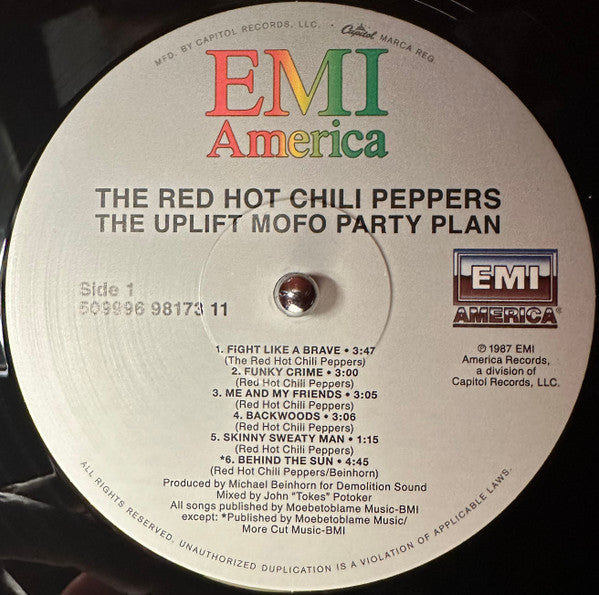 MFD. BY CAPITOL RECORDS, LLC. · Capitol MARCA REG.
EMI
America
THE RED HOT CHILI PEPPERS
THE UPLIFT MOFO PARTY PLAN
Side 1
509996 98173 11
EMI
AMERICA®
℗ 1987 EMI
America Records,
a division of
Capitol Records, LLC.
1. FIGHT LIKE A BRAVE • 3:47
(The Red Hot Chili Peppers)
2. FUNKY CRIME • 3:00
(Red Hot Chili Peppers)
3. ME AND MY FRIENDS • 3:05
(Red Hot Chili Peppers)
4. BACKWOODS • 3:06
(Red Hot Chili Peppers)
5. SKINNY SWEATY MAN • 1:15
(Red Hot Chili Peppers)
*6. BEHIND THE SUN • 4:45
(Red Hot Chili Peppers/Beinhorn)
Produced by Michael Beinhorn for Demolition Sound
Mixed by John "Tokes" Potoker
All songs published by Moebetoblame Music-BMI
except: *Published by Moebetoblame Music/
More Cut Music-BMI
ALL RIGHTS RESERVED. UNAUTHORIZED DUPLICATION IS A VIOLATION OF APPLICABLE LAWS.